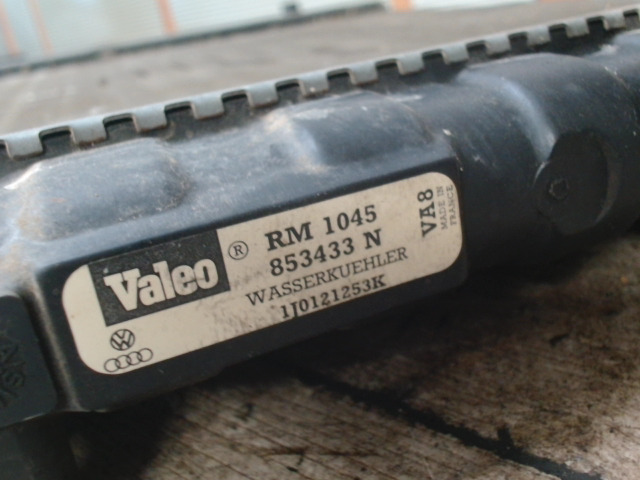 Valeo ®
RM 1045
853433 N
WASSERKUEHLER
1J0121253K
VA8
MADE IN
FRANCE